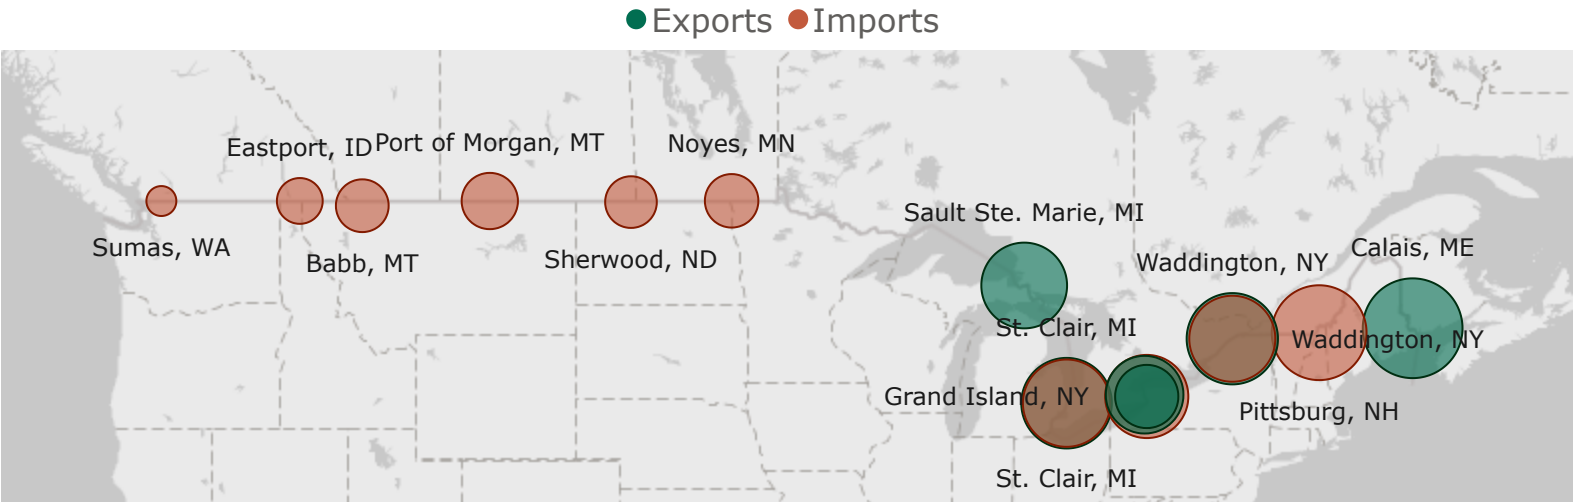 Exports Imports
Eastport, ID
Port of Morgan, MT
Noyes, MN
Sumas, WA
Babb, MT
Sherwood, ND
Sault Ste. Marie, MI
Waddington, NY
Calais, ME
St. Clair, MI
Waddington, NY
Grand Island, NY
Pittsburg, NH
St. Clair, MI